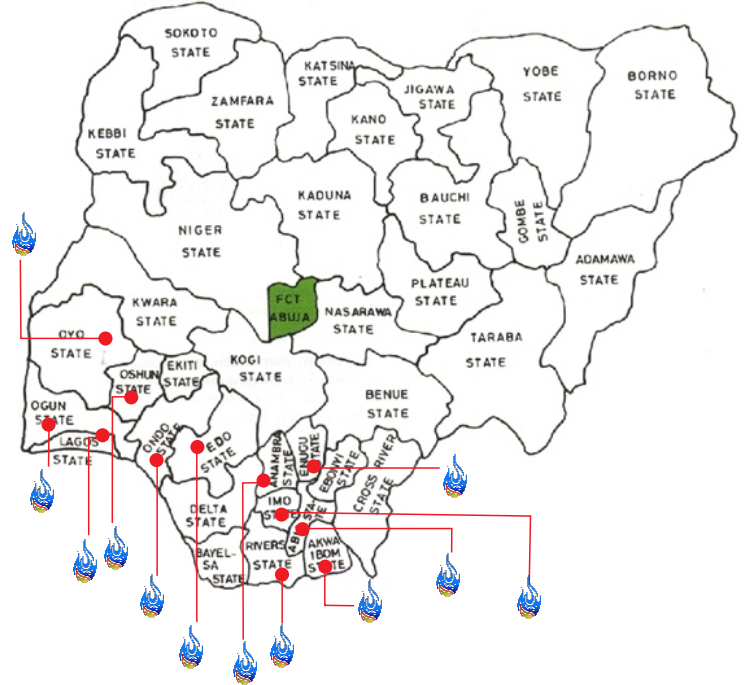 SOKOTO
STATE
KATSINA
STATE
YOBE
STATE
BORNO
STATE
JIGAWA
STATE
ZAMFARA
STATE
KANO
STATE
KEBBI
STATE
KADUNA
STATE
BAUCHI
STATE
GOMBE
STATE
NIGER
STATE
ADAMAWA
STATE
PLATEAU
STATE
FCT
ABUJA
KWARA
STATE
NASARAWA
STATE
OYO
STATE
TARABA
STATE
KOGI
STATE
EKITI
STATE
OSHUN
STATE
BENUE
STATE
OGUN
STATE
LAGOS
STATE
ONDO
STATE
EDO
STATE
ANAMBRA
STATE
ENUGU
STATE
EBONYI
STATE
CROSS RIVER
STATE
DELTA
STATE
IMO
STATE
BAYEL-
SA STATE
RIVERS
STATE
AKWA
IBOM
STATE